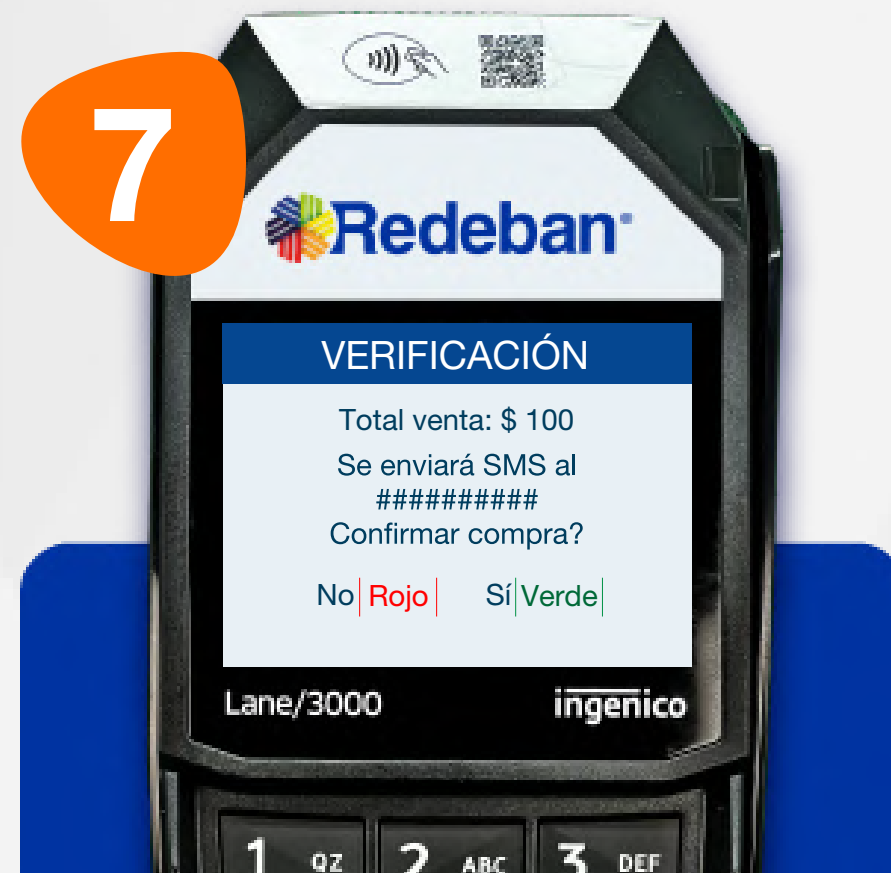 7
Redeban
VERIFICACIÓN
Total venta: $ 100
Se enviará SMS al
##########
Confirmar compra?
No Rojo Sí Verde
Lane/3000 ingenico
1 QZ 2 ABC 3 DEF